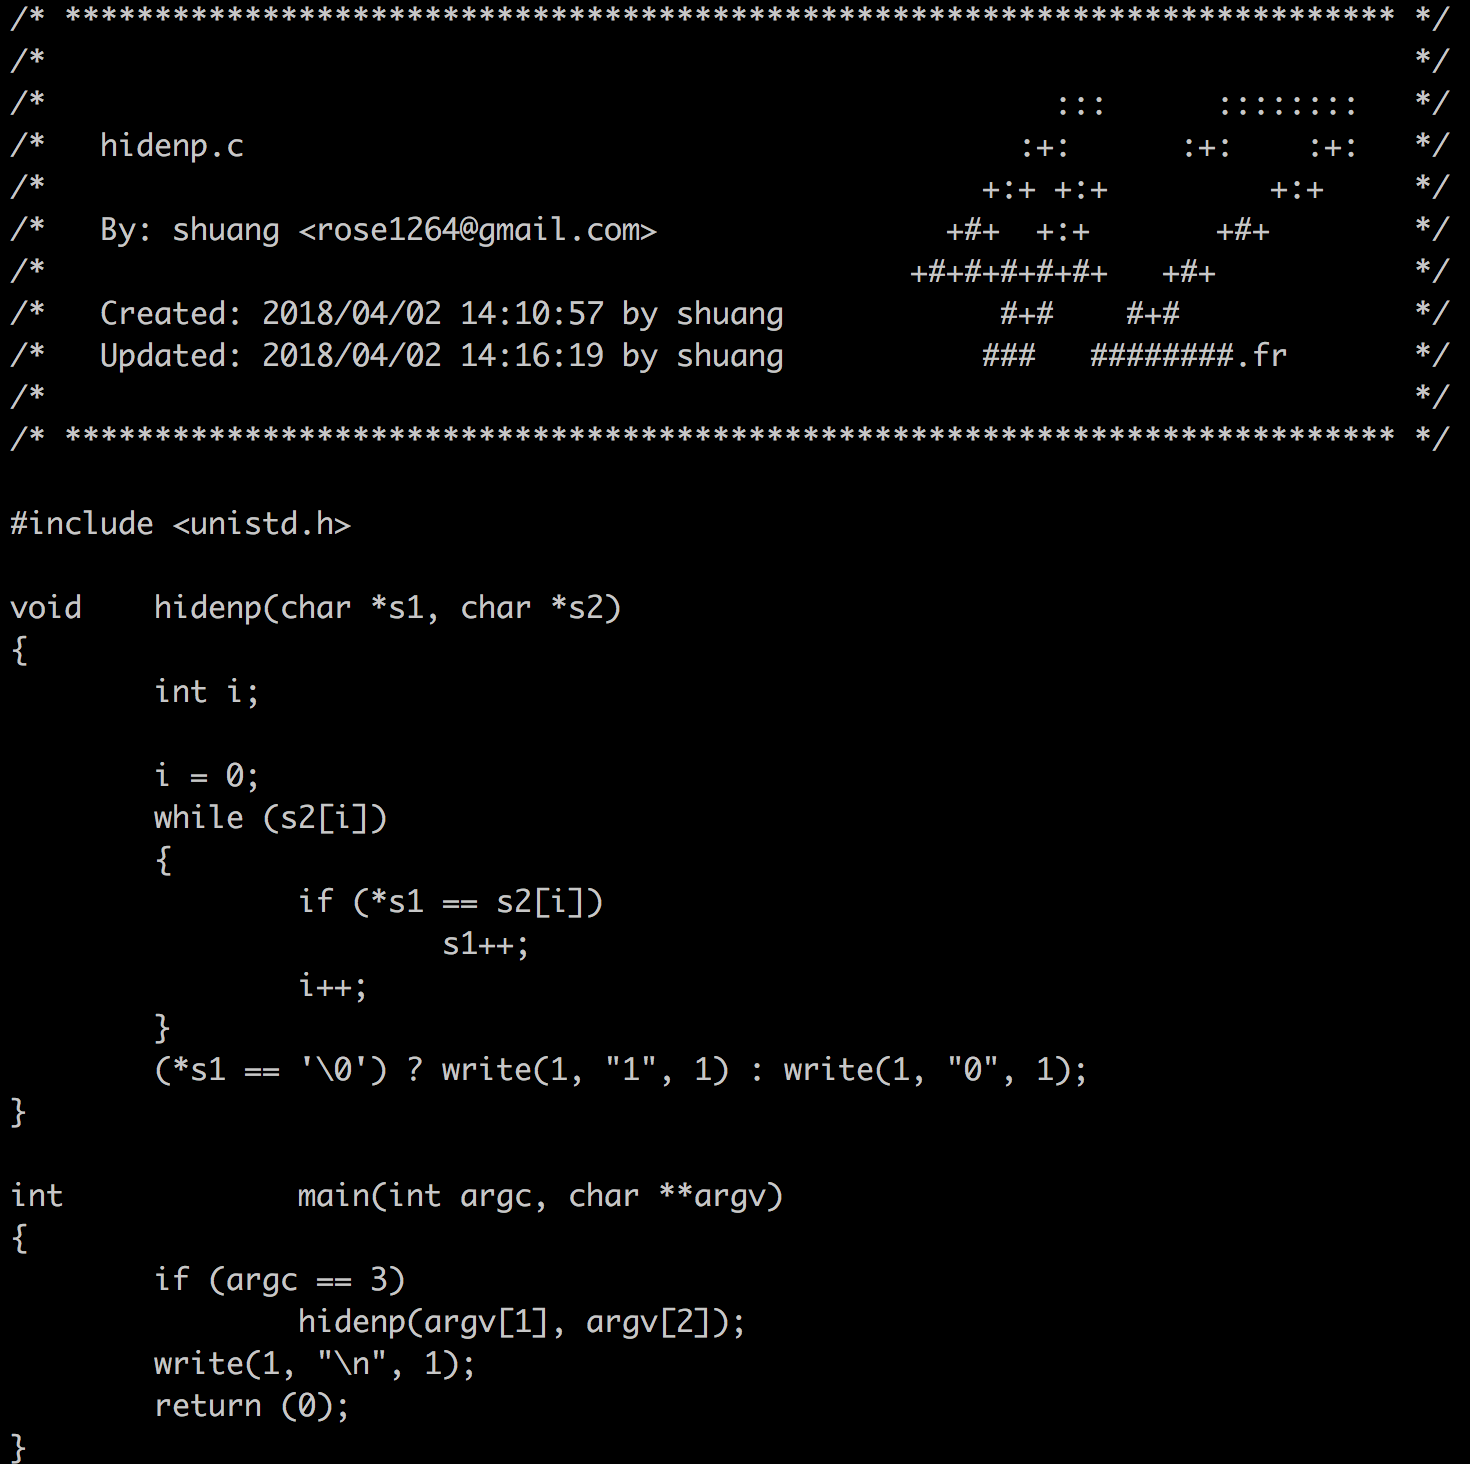 /* ************************************************************************** */
/*                                                                            */
/*                                                        :::      ::::::::   */
/*   hidenp.c                                           :+:      :+:    :+:   */
/*                                                    +:+ +:+         +:+     */
/*   By: shuang <rose1264@gmail.com>                +#+  +:+       +#+        */
/*                                                +#+#+#+#+#+   +#+           */
/*   Created: 2018/04/02 14:10:57 by shuang            #+#    #+#             */
/*   Updated: 2018/04/02 14:16:19 by shuang           ###   ########.fr       */
/*                                                                            */
/* ************************************************************************** */

#include <unistd.h>

void    hidenp(char *s1, char *s2)
{
        int i;

        i = 0;
        while (s2[i])
        {
                if (*s1 == s2[i])
                        s1++;
                i++;
        }
        (*s1 == '\0') ? write(1, "1", 1) : write(1, "0", 1);
}

int             main(int argc, char **argv)
{
        if (argc == 3)
                hidenp(argv[1], argv[2]);
        write(1, "\n", 1);
        return (0);
}